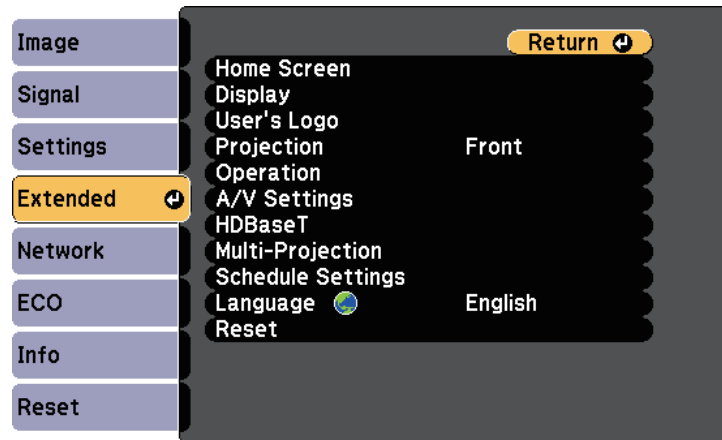 Image
Signal
Settings
Extended
Network
ECO
Info
Reset
Return
Home Screen
Display
User's Logo
Projection Front
Operation
A/V Settings
HDBaseT
Multi-Projection
Schedule Settings
Language English
Reset